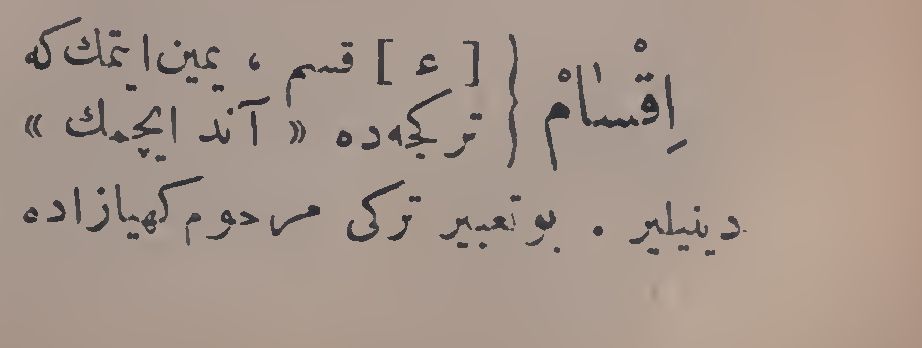 اِقْسَامْ } [ ء ] قسم ، يمين ايتمك كه
تركجه ده « آند ايچمك »
دينيلير . بو تعبير تركى مرحوم كهيازاده